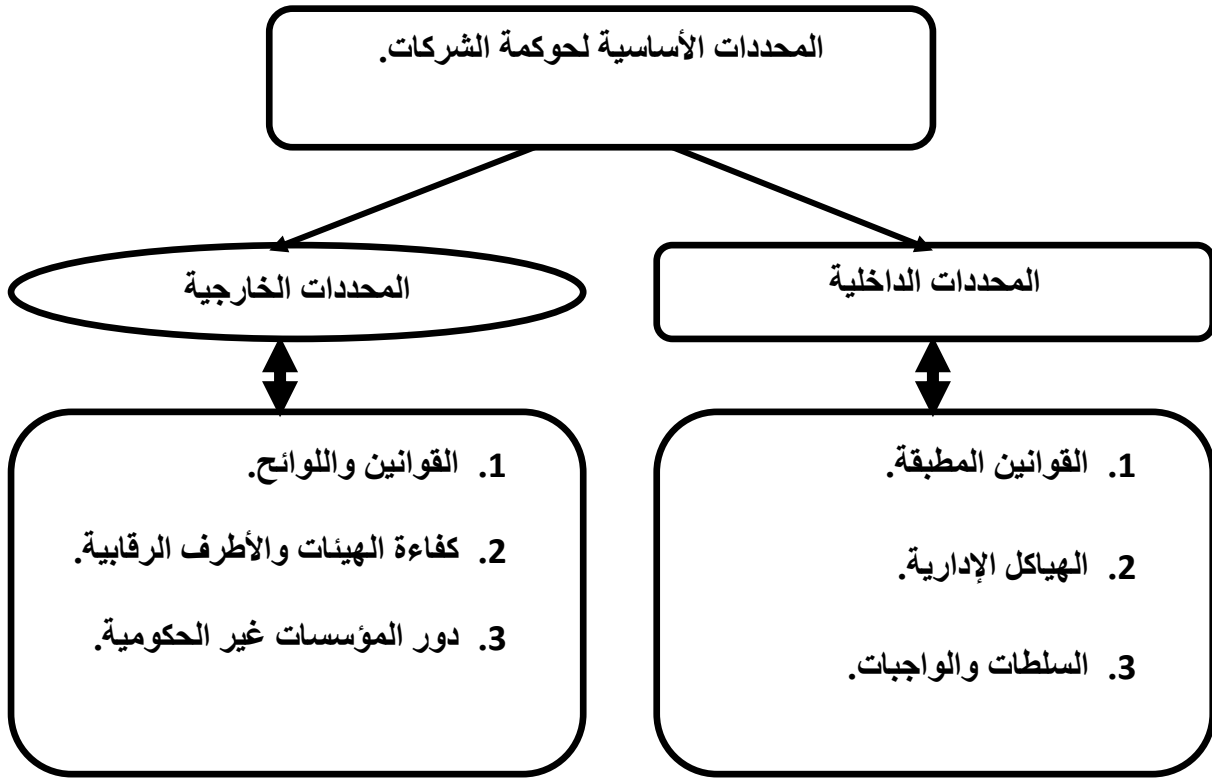 المحددات الأساسية لحوكمة الشركات.
المحددات الداخلية
المحددات الخارجية
1. القوانين المطبقة.
2. الهياكل الإدارية.
3. السلطات والواجبات.
1. القوانين واللوائح.
2. كفاءة الهيئات والأطرف الرقابية.
3. دور المؤسسات غير الحكومية.